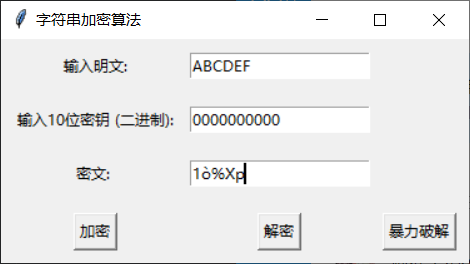 字符串加密算法
输入明文: ABCDEF
输入10位密钥 (二进制): 0000000000
密文: 1ò%Xp
加密 解密 暴力破解